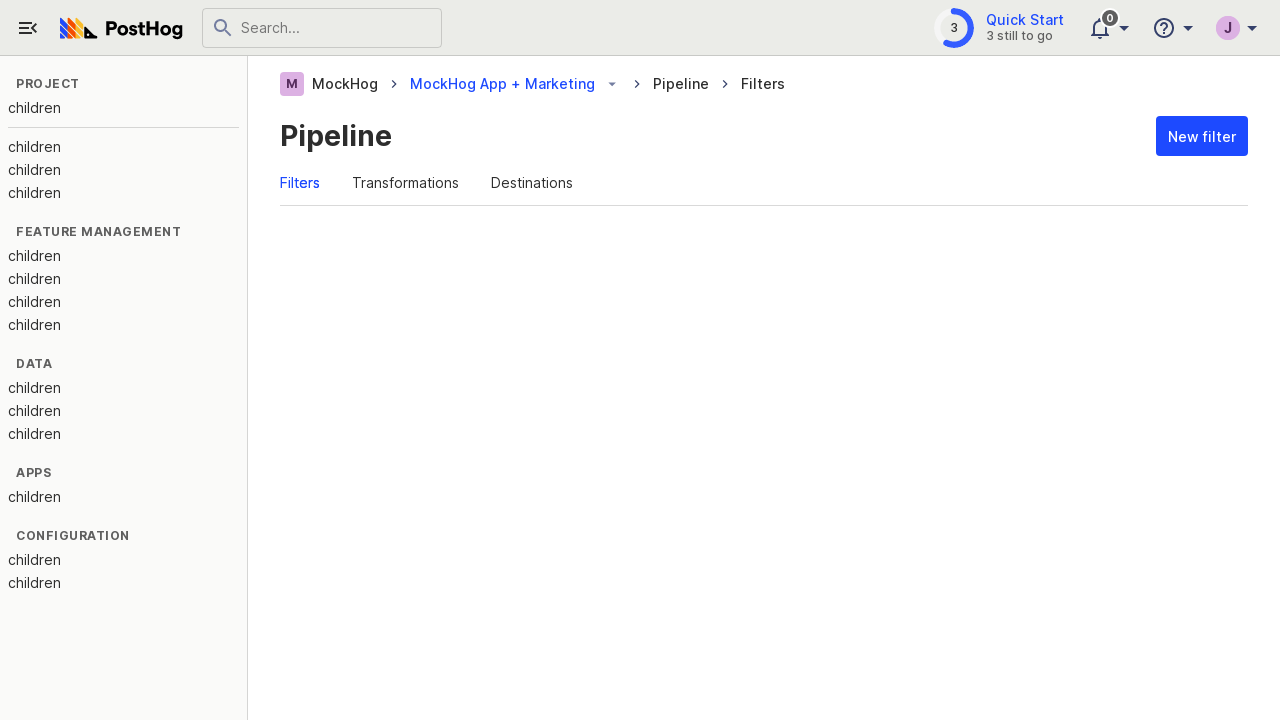 PostHog
Search...
3
Quick Start
3 still to go
0
J
PROJECT
children
children
children
children
FEATURE MANAGEMENT
children
children
children
children
DATA
children
children
children
APPS
children
CONFIGURATION
children
children
M MockHog MockHog App + Marketing Pipeline Filters
Pipeline
New filter
Filters Transformations Destinations